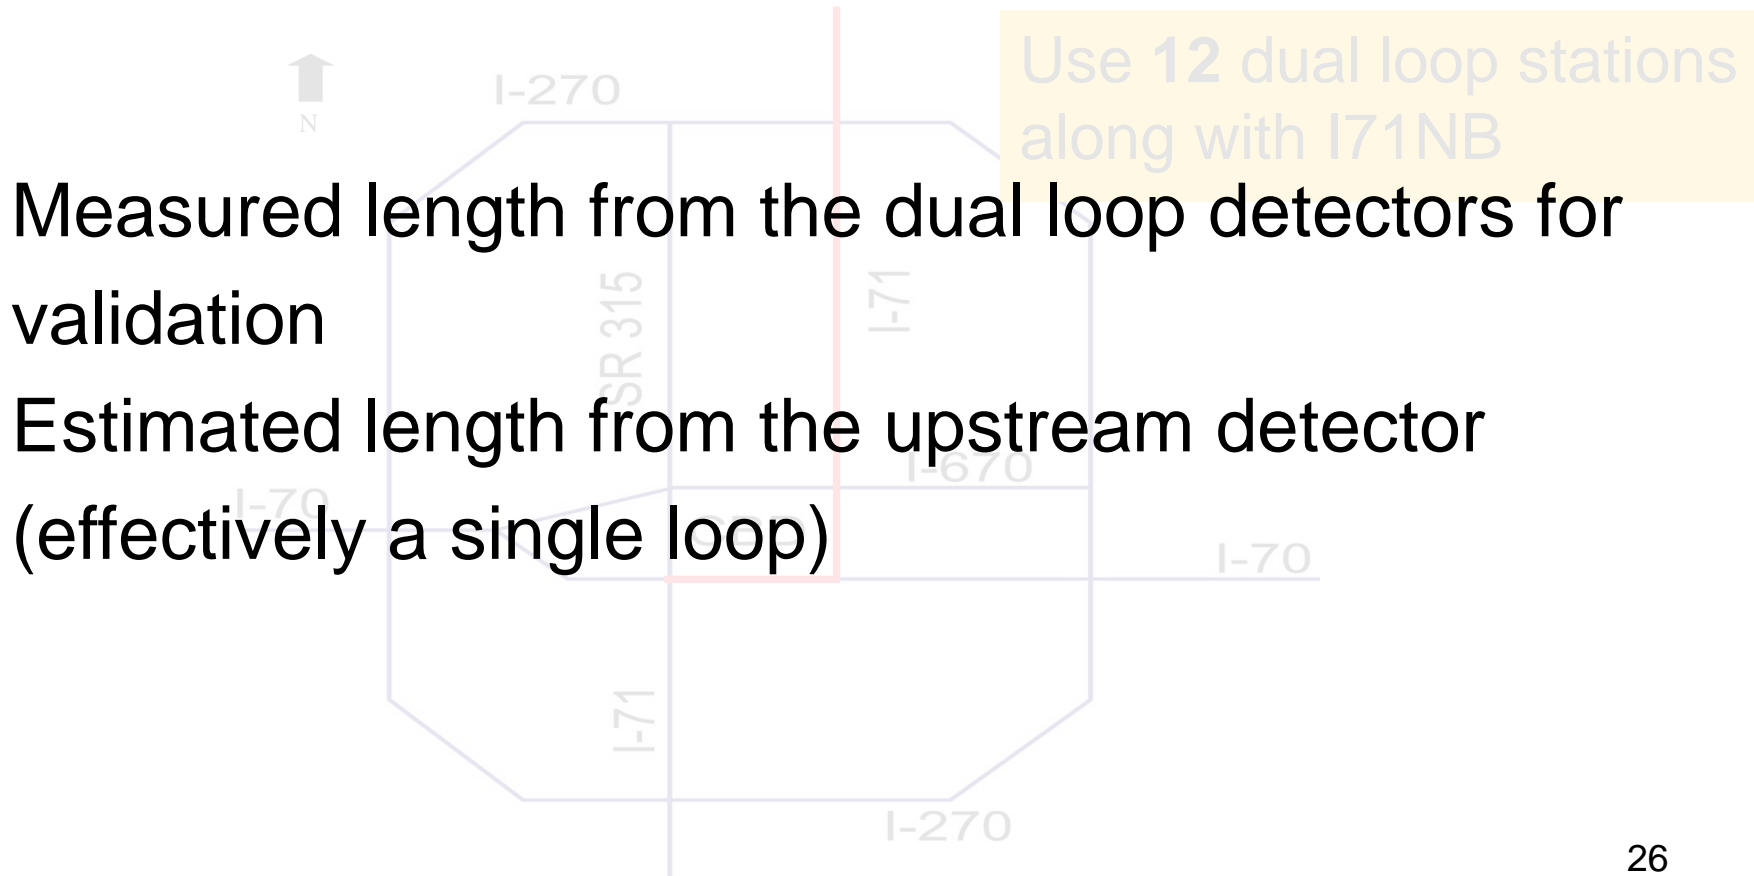 Use 12 dual loop stations
along with I71NB
I-270
N
Measured length from the dual loop detectors for
validation
SR 315
I-71
Estimated length from the upstream detector
I-670
I-70
(effectively a single loop)
CBD
I-70
I-71
I-270
26